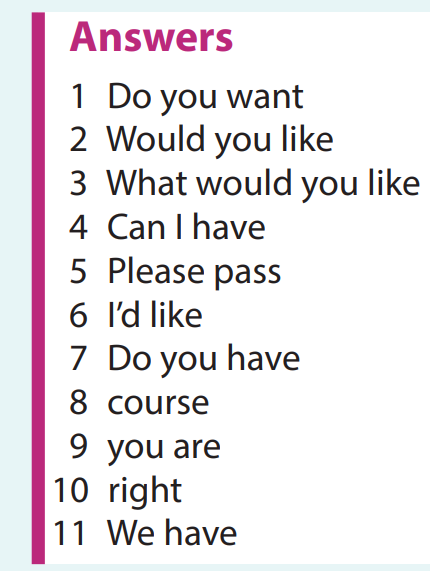 Answers
1 Do you want
2 Would you like
3 What would you like
4 Can I have
5 Please pass
6 I’d like
7 Do you have
8 course
9 you are
10 right
11 We have